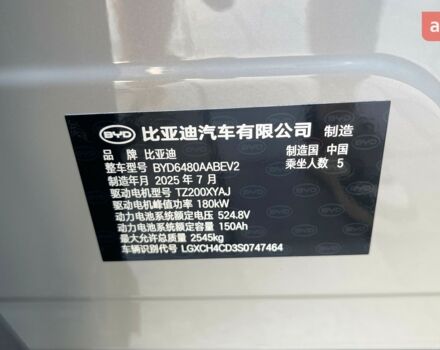 BYD 比亚迪汽车有限公司 制造
品 牌 比亚迪 制造国 中国
整车型号 BYD6480AABEV2 乘坐人数 5
制造年月 2025 年 7 月
驱动电机型号 TZ200XYAJ
驱动电机峰值功率 180kW
动力电池系统额定电压 524.8V
动力电池系统额定容量 150Ah
最大允许总质量 2545kg
车辆识别代号 LGXCH4CD3S0747464